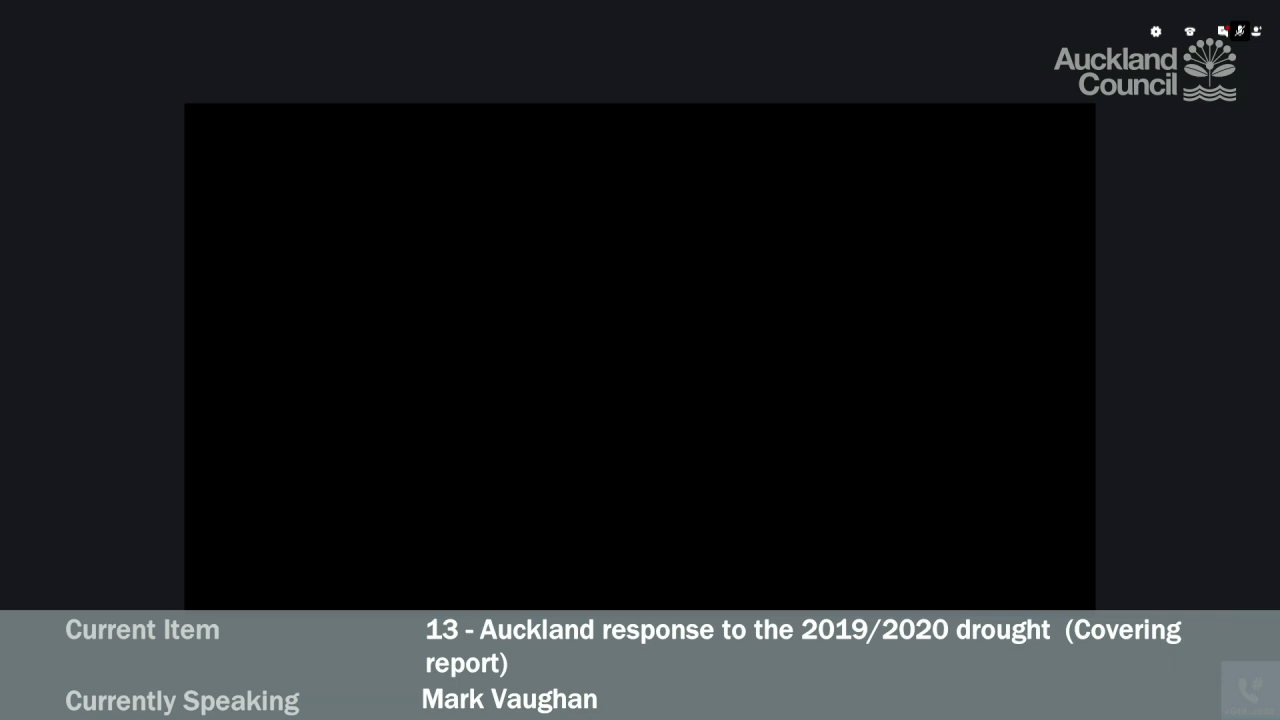 Auckland
Council
Current Item
13 - Auckland response to the 2019/2020 drought (Covering
report)
Currently Speaking
Mark Vaughan